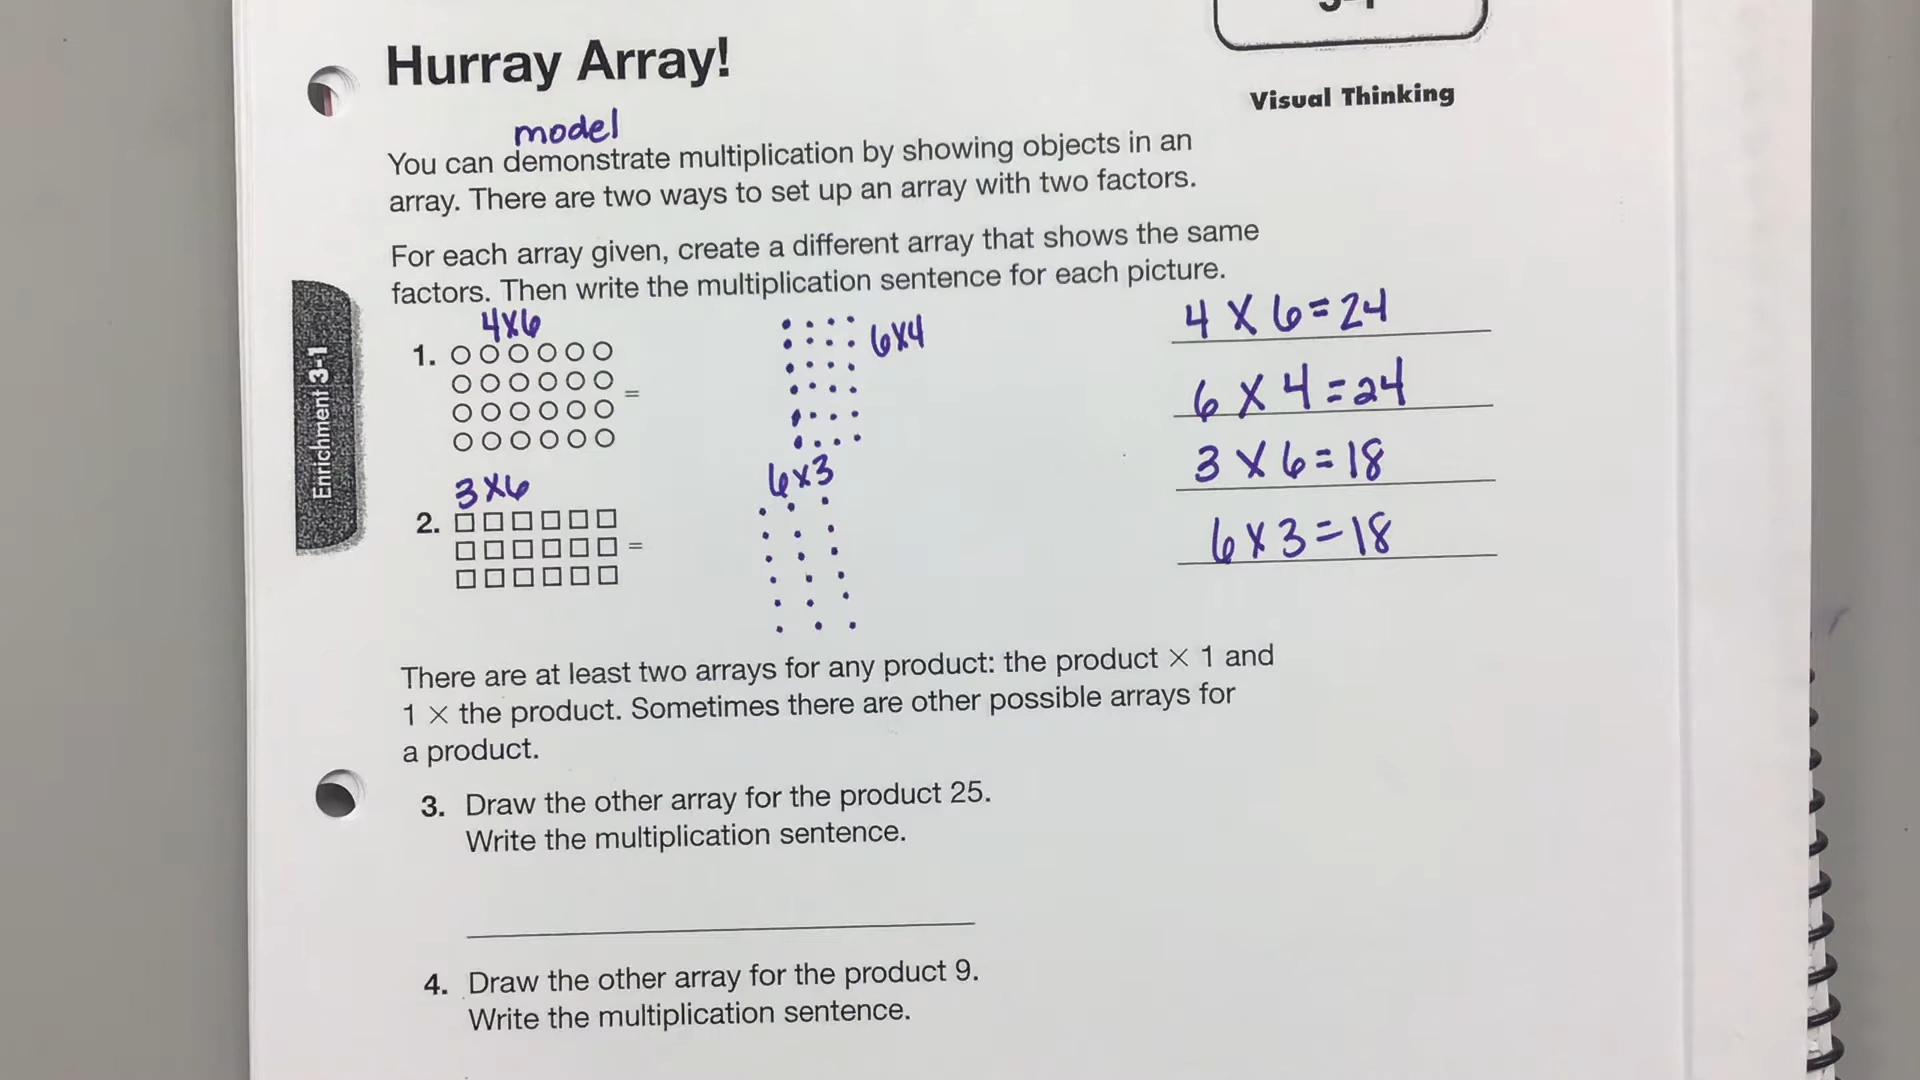 Hurray Array!
Visual Thinking
model
You can demonstrate multiplication by showing objects in an
array. There are two ways to set up an array with two factors.
For each array given, create a different array that shows the same
factors. Then write the multiplication sentence for each picture.
Enrichment 3-1
4x6
1.
=
6x4
4 x 6=24
6 x 4=24
3x6
2.
=
6x3
3 x 6=18
6x3=18
There are at least two arrays for any product: the product × 1 and
1 × the product. Sometimes there are other possible arrays for
a product.
3. Draw the other array for the product 25.
Write the multiplication sentence.
4. Draw the other array for the product 9.
Write the multiplication sentence.